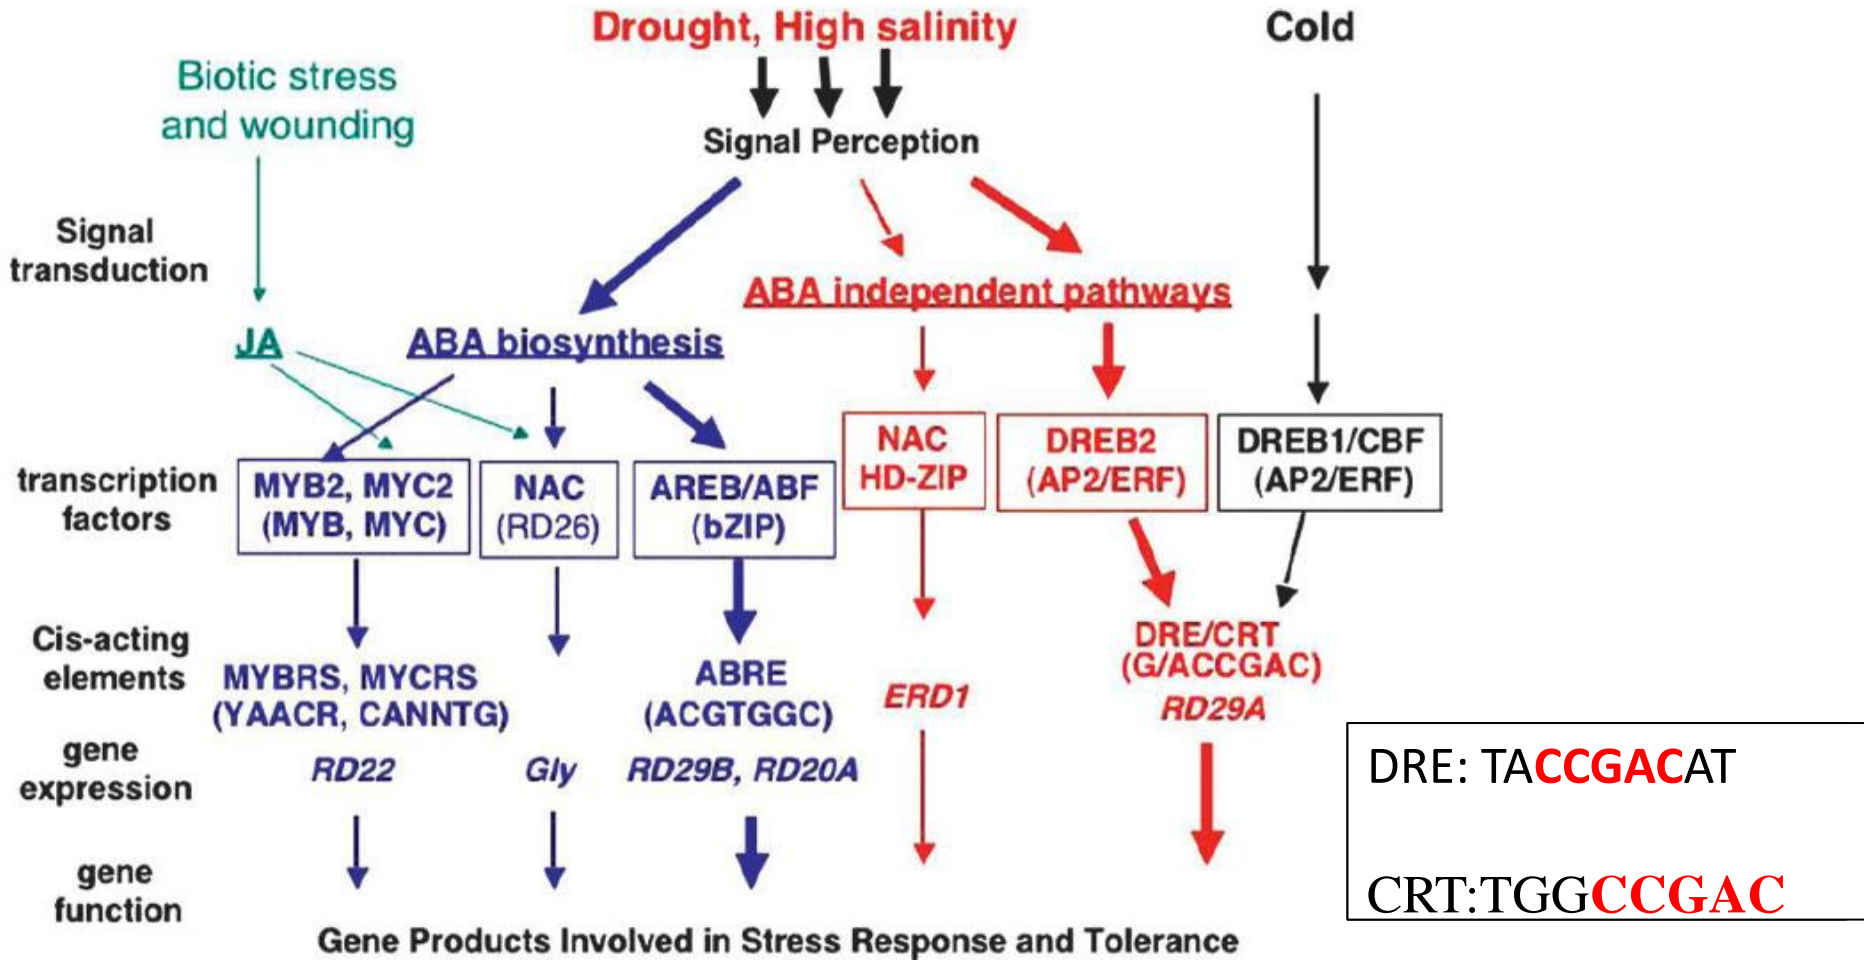 Drought, High salinity
Cold
Biotic stress
and wounding
Signal Perception
Signal
transduction
ABA independent pathways
JA
ABA biosynthesis
NAC
HD-ZIP
DREB2
(AP2/ERF)
DREB1/CBF
(AP2/ERF)
transcription
factors
MYB2, MYC2
(MYB, MYC)
NAC
(RD26)
AREB/ABF
(bZIP)
Cis-acting
elements
MYBRS, MYCRS
(YAACR, CANNTG)
ABRE
(ACGTGGC)
DRE/CRT
(G/ACCGAC)
ERD1
RD29A
gene
expression
RD22
Gly
RD29B, RD20A
DRE: TACCGACAT
CRT:TGGCCGAC
gene
function
Gene Products Involved in Stress Response and Tolerance